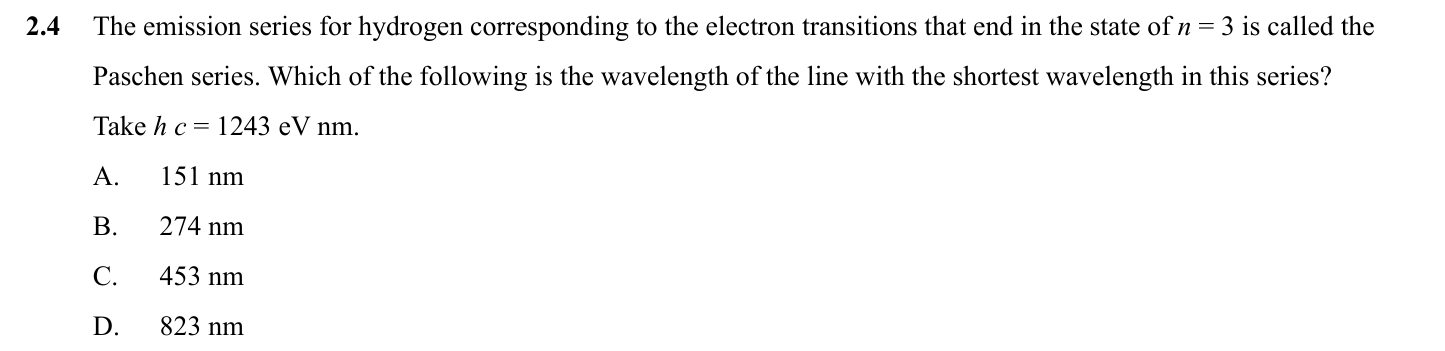 2.4 The emission series for hydrogen corresponding to the electron transitions that end in the state of n = 3 is called the
Paschen series. Which of the following is the wavelength of the line with the shortest wavelength in this series?
Take h c = 1243 eV nm.
A. 151 nm
B. 274 nm
C. 453 nm
D. 823 nm